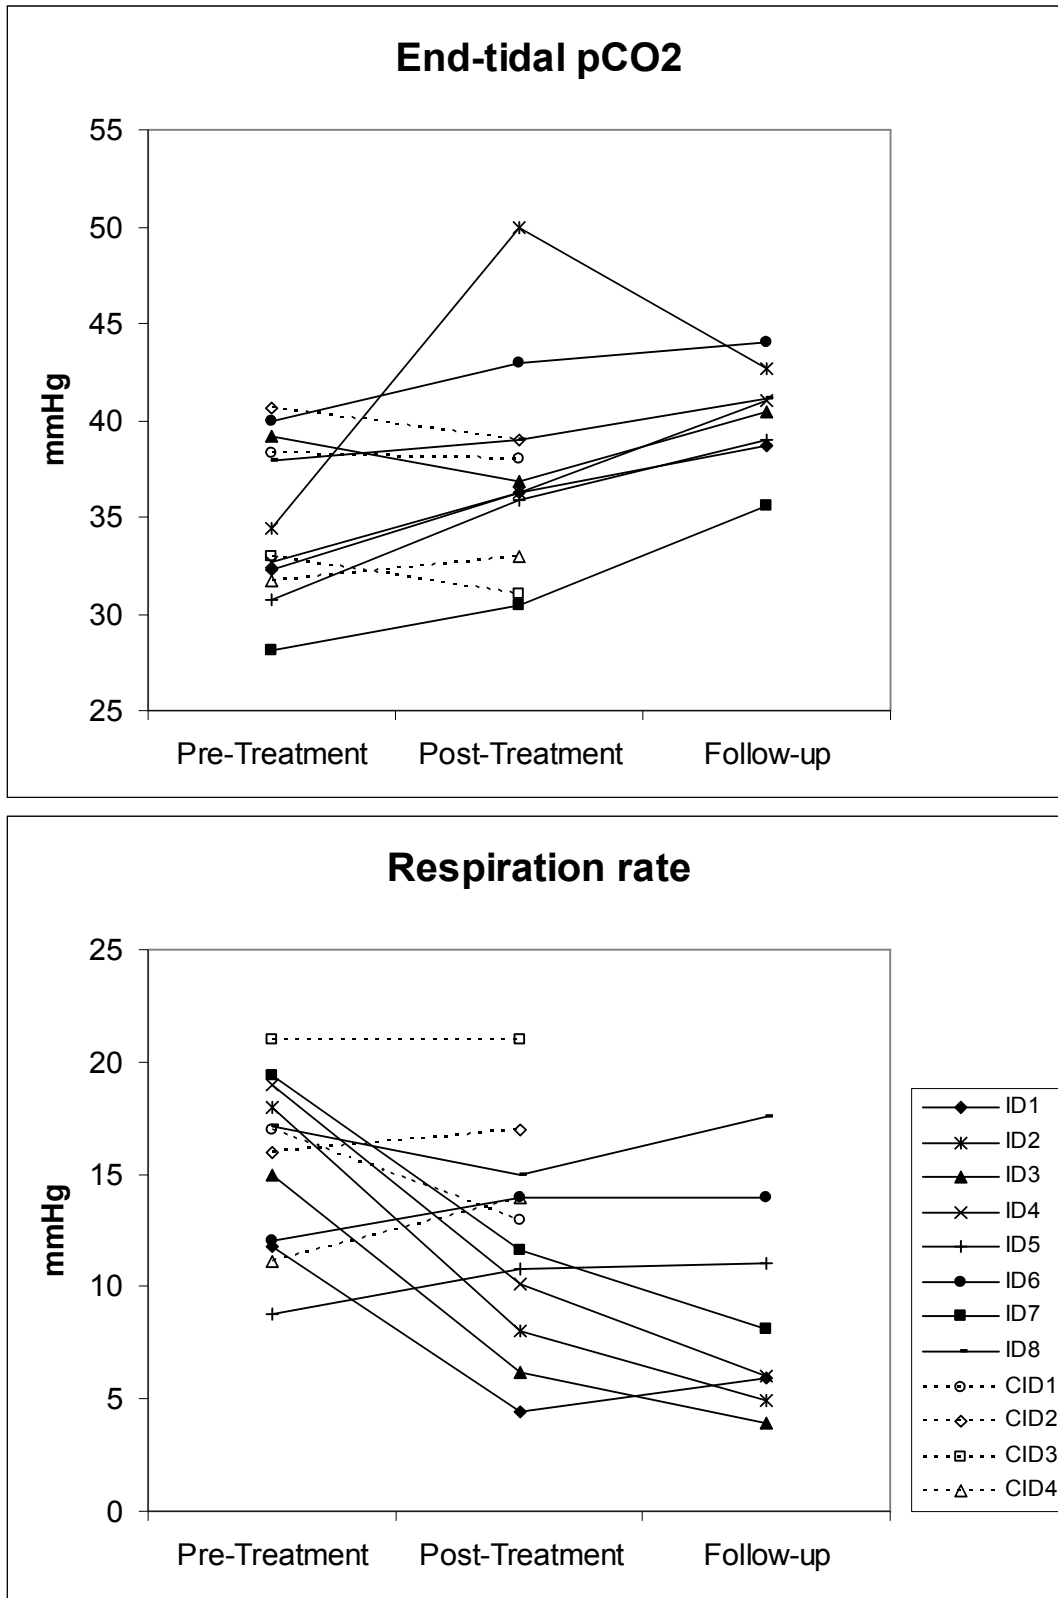 End-tidal pCO2
55
50
45
40
35
30
25
mmHg
Pre-Treatment Post-Treatment Follow-up
Respiration rate
25
20
15
10
5
0
mmHg
Pre-Treatment Post-Treatment Follow-up
ID1
ID2
ID3
ID4
ID5
ID6
ID7
ID8
CID1
CID2
CID3
CID4